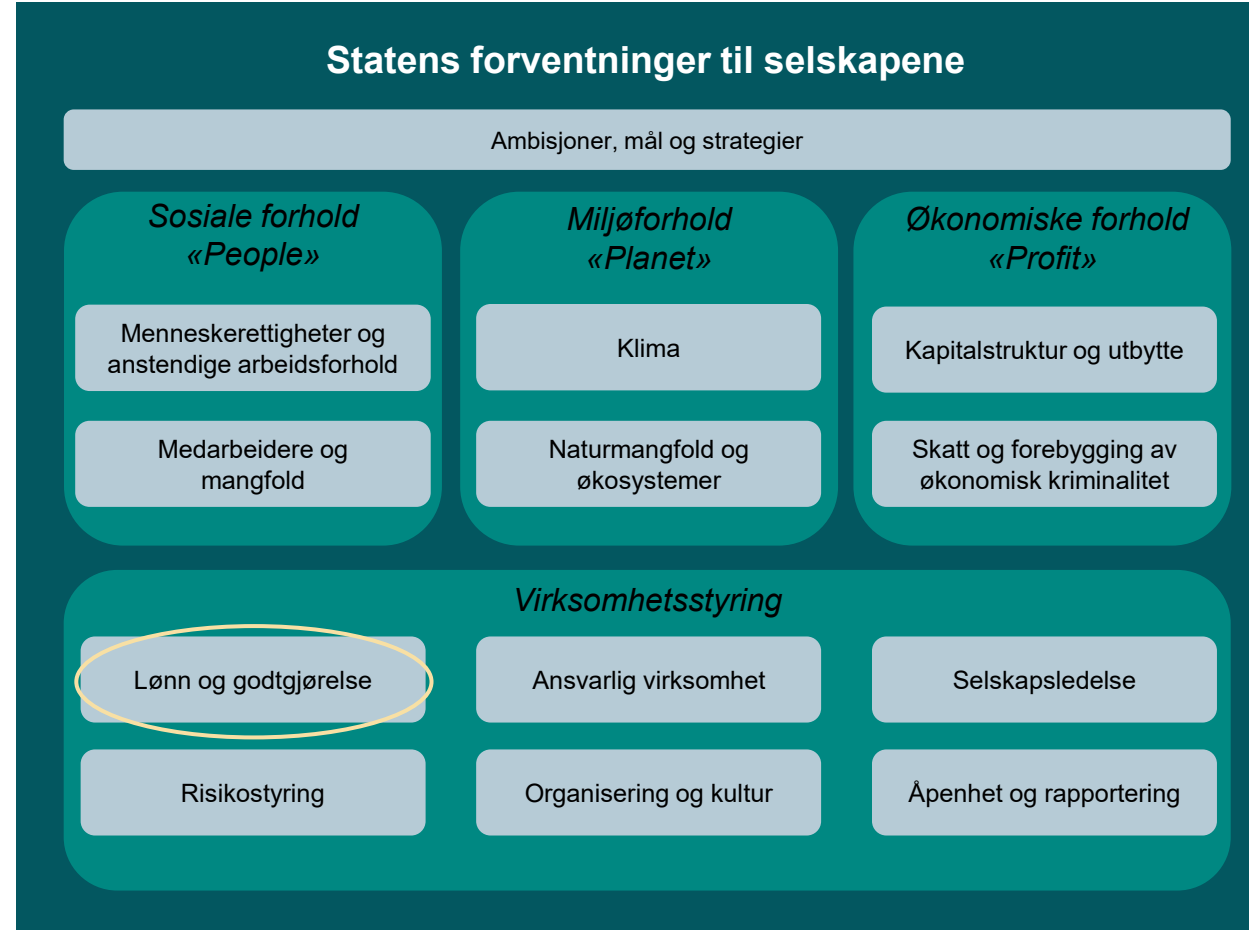 Statens forventninger til selskapene
Ambisjoner, mål og strategier
Sosiale forhold
«People»
Menneskerettigheter og
anstendige arbeidsforhold
Medarbeidere og
mangfold
Miljøforhold
«Planet»
Klima
Naturmangfold og
økosystemer
Økonomiske forhold
«Profit»
Kapitalstruktur og utbytte
Skatt og forebygging av
økonomisk kriminalitet
Virksomhetsstyring
Lønn og godtgjørelse
Ansvarlig virksomhet
Selskapsledelse
Risikostyring
Organisering og kultur
Åpenhet og rapportering